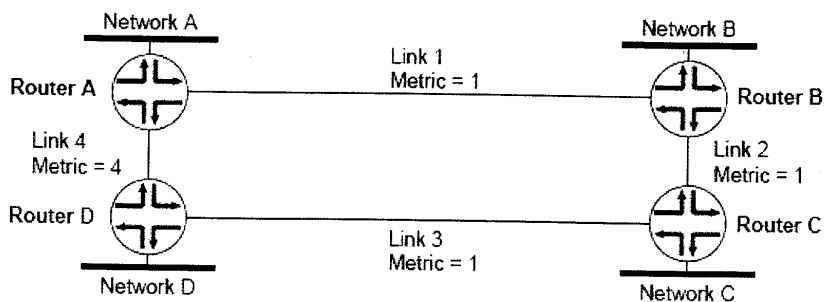 Network A
Network B
Link 1
Metric = 1
Router A
Router B
Link 4
Metric = 4
Link 2
Metric = 1
Router D
Router C
Link 3
Metric = 1
Network D
Network C